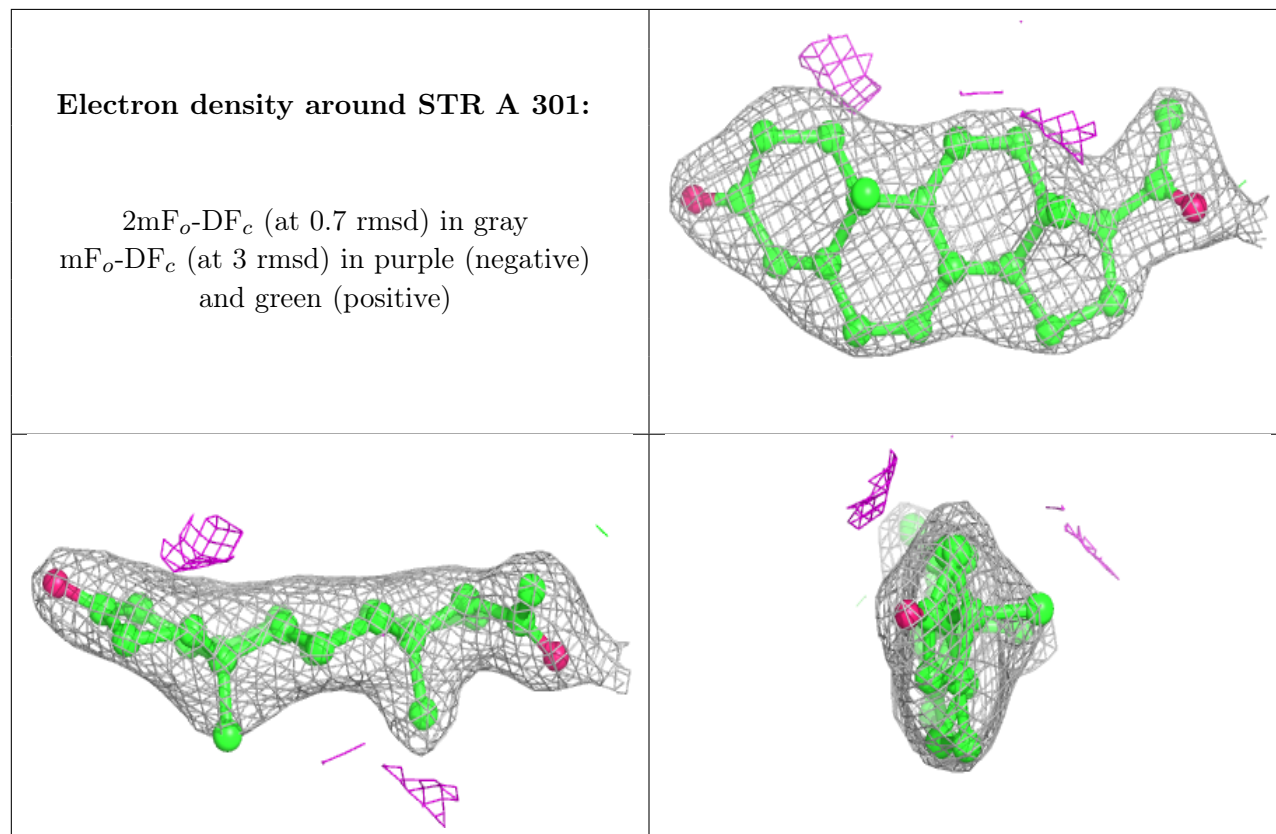 Electron density around STR A 301:
2mFₒ-DF𝒸 (at 0.7 rmsd) in gray
mFₒ-DF𝒸 (at 3 rmsd) in purple (negative)
and green (positive)